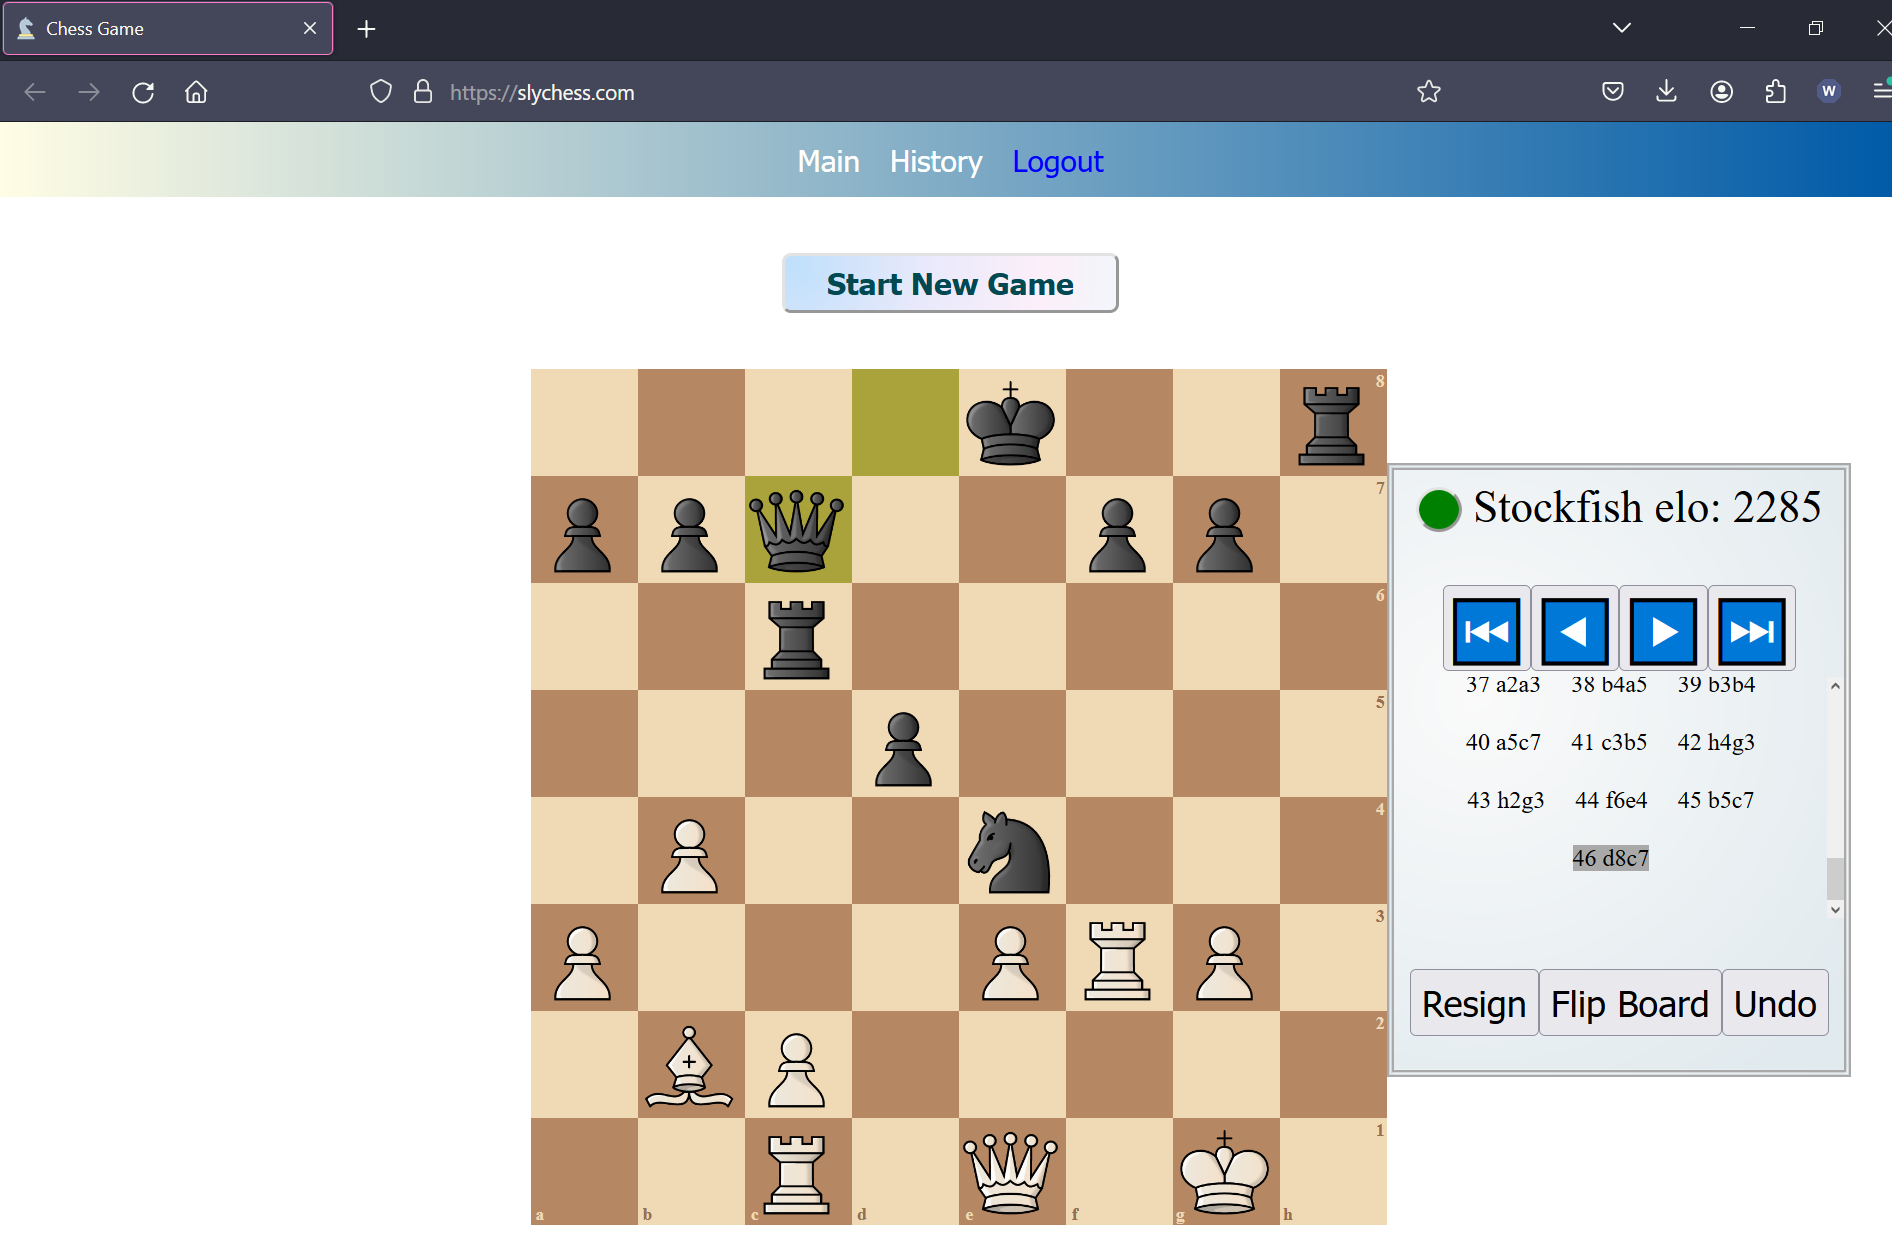 Chess Game
https://slychess.com
W
Main History Logout
Start New Game
8
7
6
5
4
3
2
1
a b c d e f g h
Stockfish elo: 2285
37 a2a3 38 b4a5 39 b3b4
40 a5c7 41 c3b5 42 h4g3
43 h2g3 44 f6e4 45 b5c7
46 d8c7
Resign Flip Board Undo